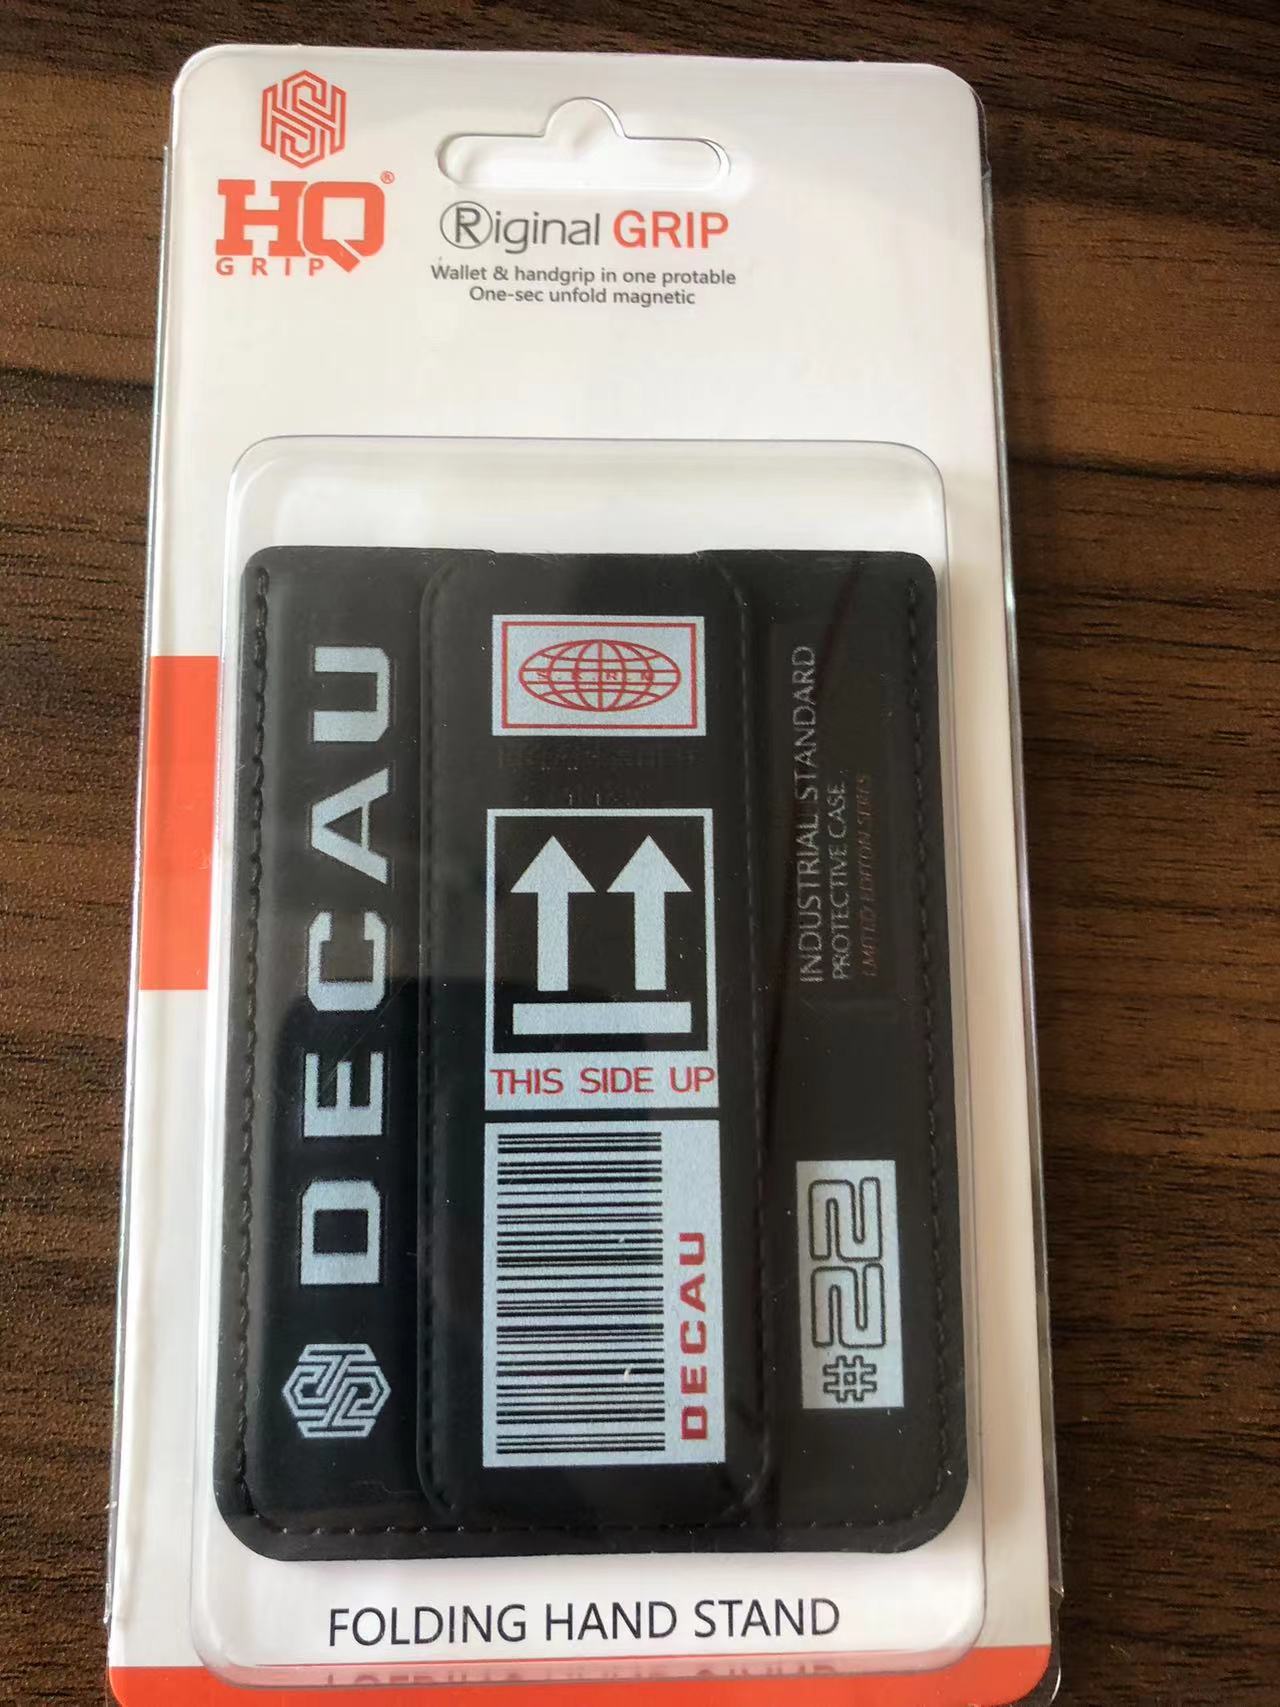 HQ®
GRIP
Riginal GRIP
Wallet & handgrip in one protable
One-sec unfold magnetic
DECAU
S.K.R.N
THIS SIDE UP
DECAU
INDUSTRIAL STANDARD
PROTECTIVE CASE
LIMITED EDITION SERIES
#22
FOLDING HAND STAND